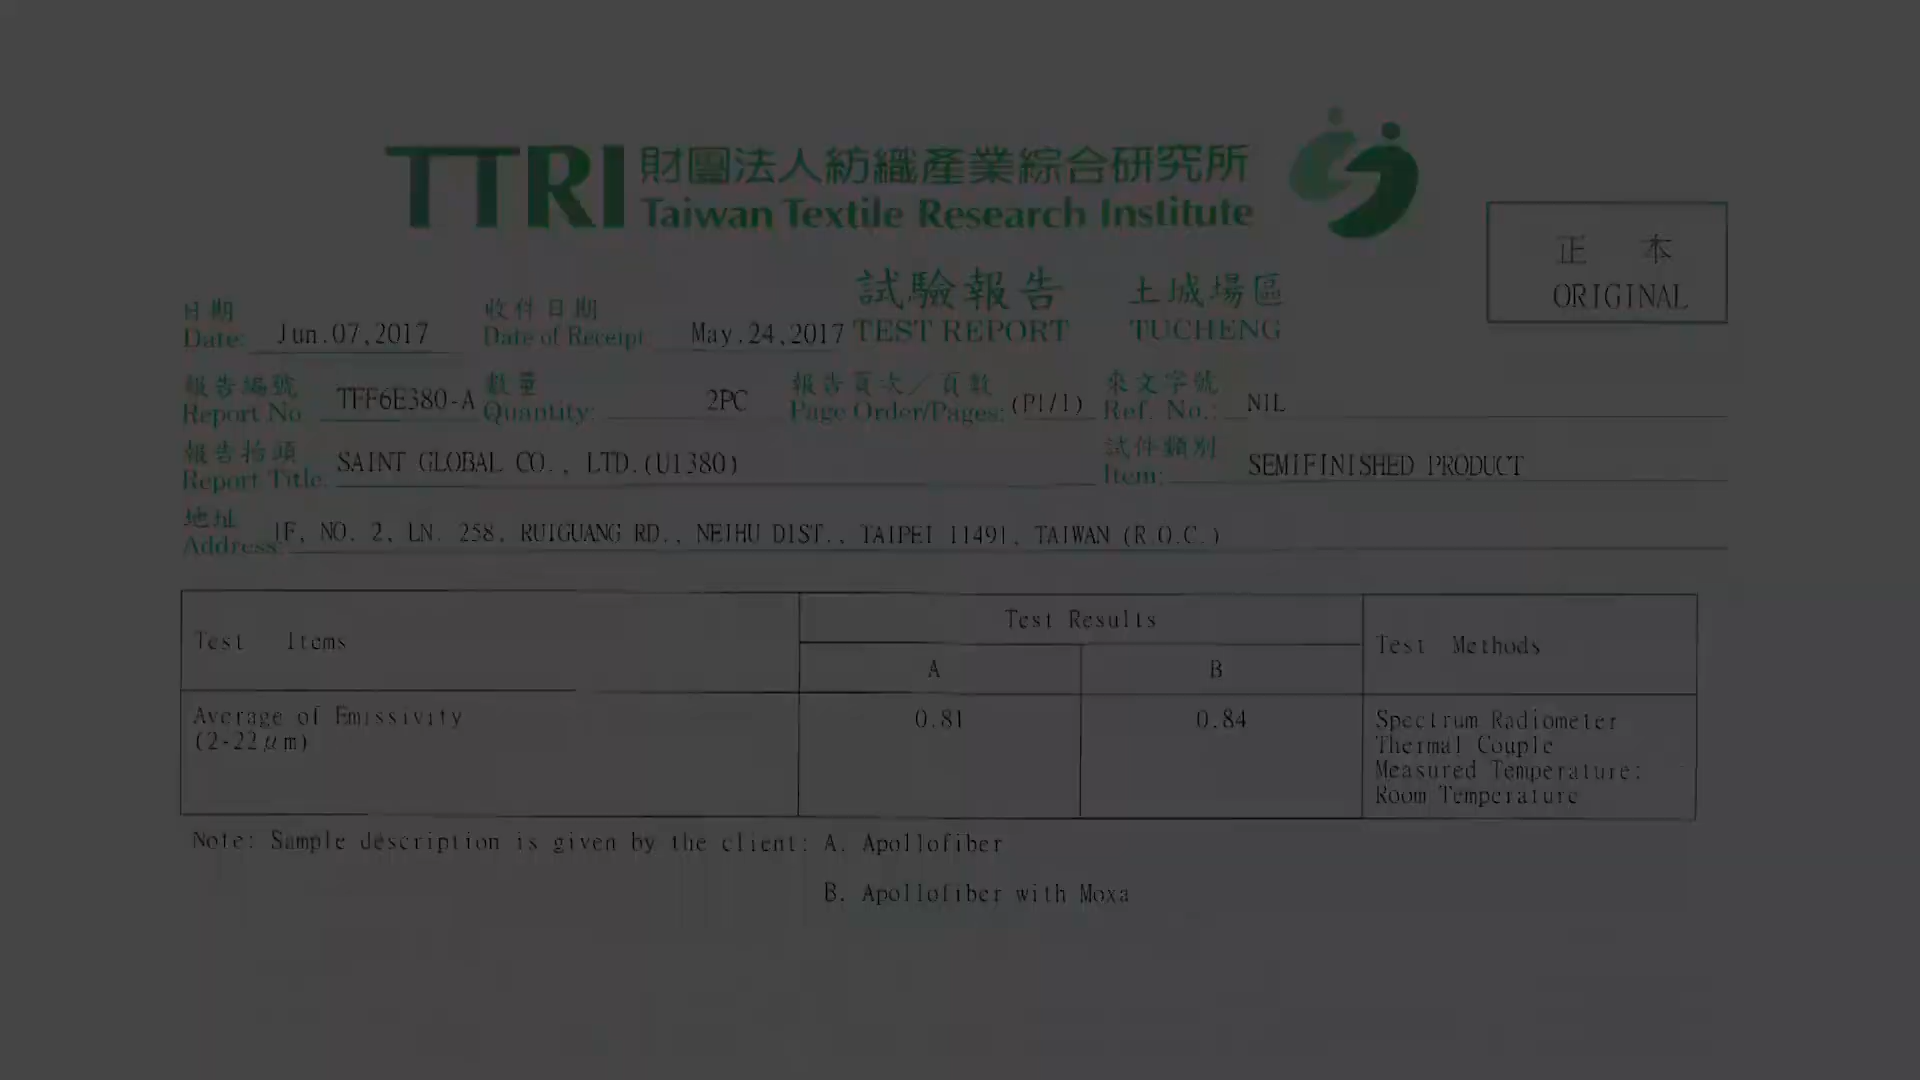 TTRI 財團法人紡織產業綜合研究所
Taiwan Textile Research Institute
正 本
ORIGINAL
試驗報告 土城場區
TEST REPORT TUCHENG
日期 收件日期
Date: Jun.07,2017 Date of Receipt: May.24,2017
報告編號 數量 報告頁次／頁數 來文字號
Report No TFF6E380-A Quantity: 2PC Page Order/Pages: (P1/1) Ref. No.: NIL
報告抬頭 試件類別
Report Title: SAINT GLOBAL CO., LTD.(U1380) Item: SEMIFINISHED PRODUCT
地址
Address: 1F, NO. 2, LN. 258, RUIGUANG RD., NEIHU DIST., TAIPEI 11491, TAIWAN (R.O.C.)
Test Items Test Results Test Methods
A B
Average of Emissivity 0.81 0.84 Spectrum Radiometer
(2-22μm) Thermal Couple
Measured Temperature:
Room Temperature
Note: Sample description is given by the client: A. Apollofiber
B. Apollofiber with Moxa